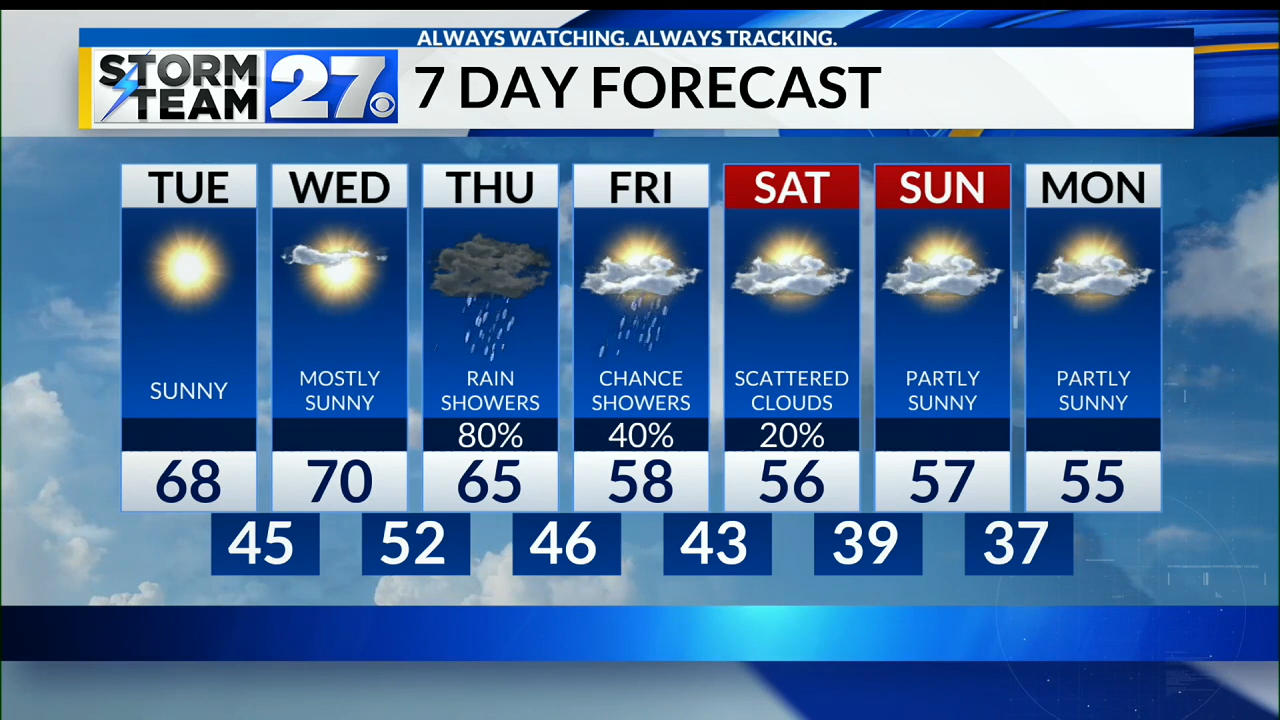 ALWAYS WATCHING. ALWAYS TRACKING.
STORM TEAM 27
7 DAY FORECAST
TUE WED THU FRI SAT SUN MON
SUNNY
MOSTLY SUNNY
RAIN SHOWERS
CHANCE SHOWERS
SCATTERED CLOUDS
PARTLY SUNNY
PARTLY SUNNY
80% 40% 20%
68 70 65 58 56 57 55
45 52 46 43 39 37